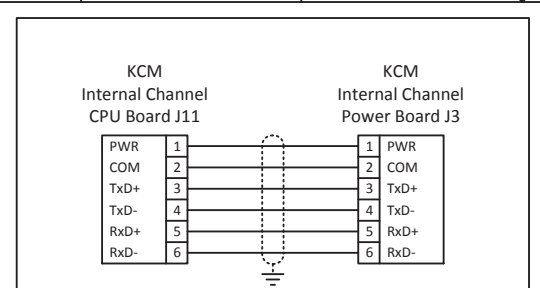 KCM
Internal Channel
CPU Board J11
KCM
Internal Channel
Power Board J3
PWR 1 1 PWR
COM 2 2 COM
TxD+ 3 3 TxD+
TxD- 4 4 TxD-
RxD+ 5 5 RxD+
RxD- 6 6 RxD-